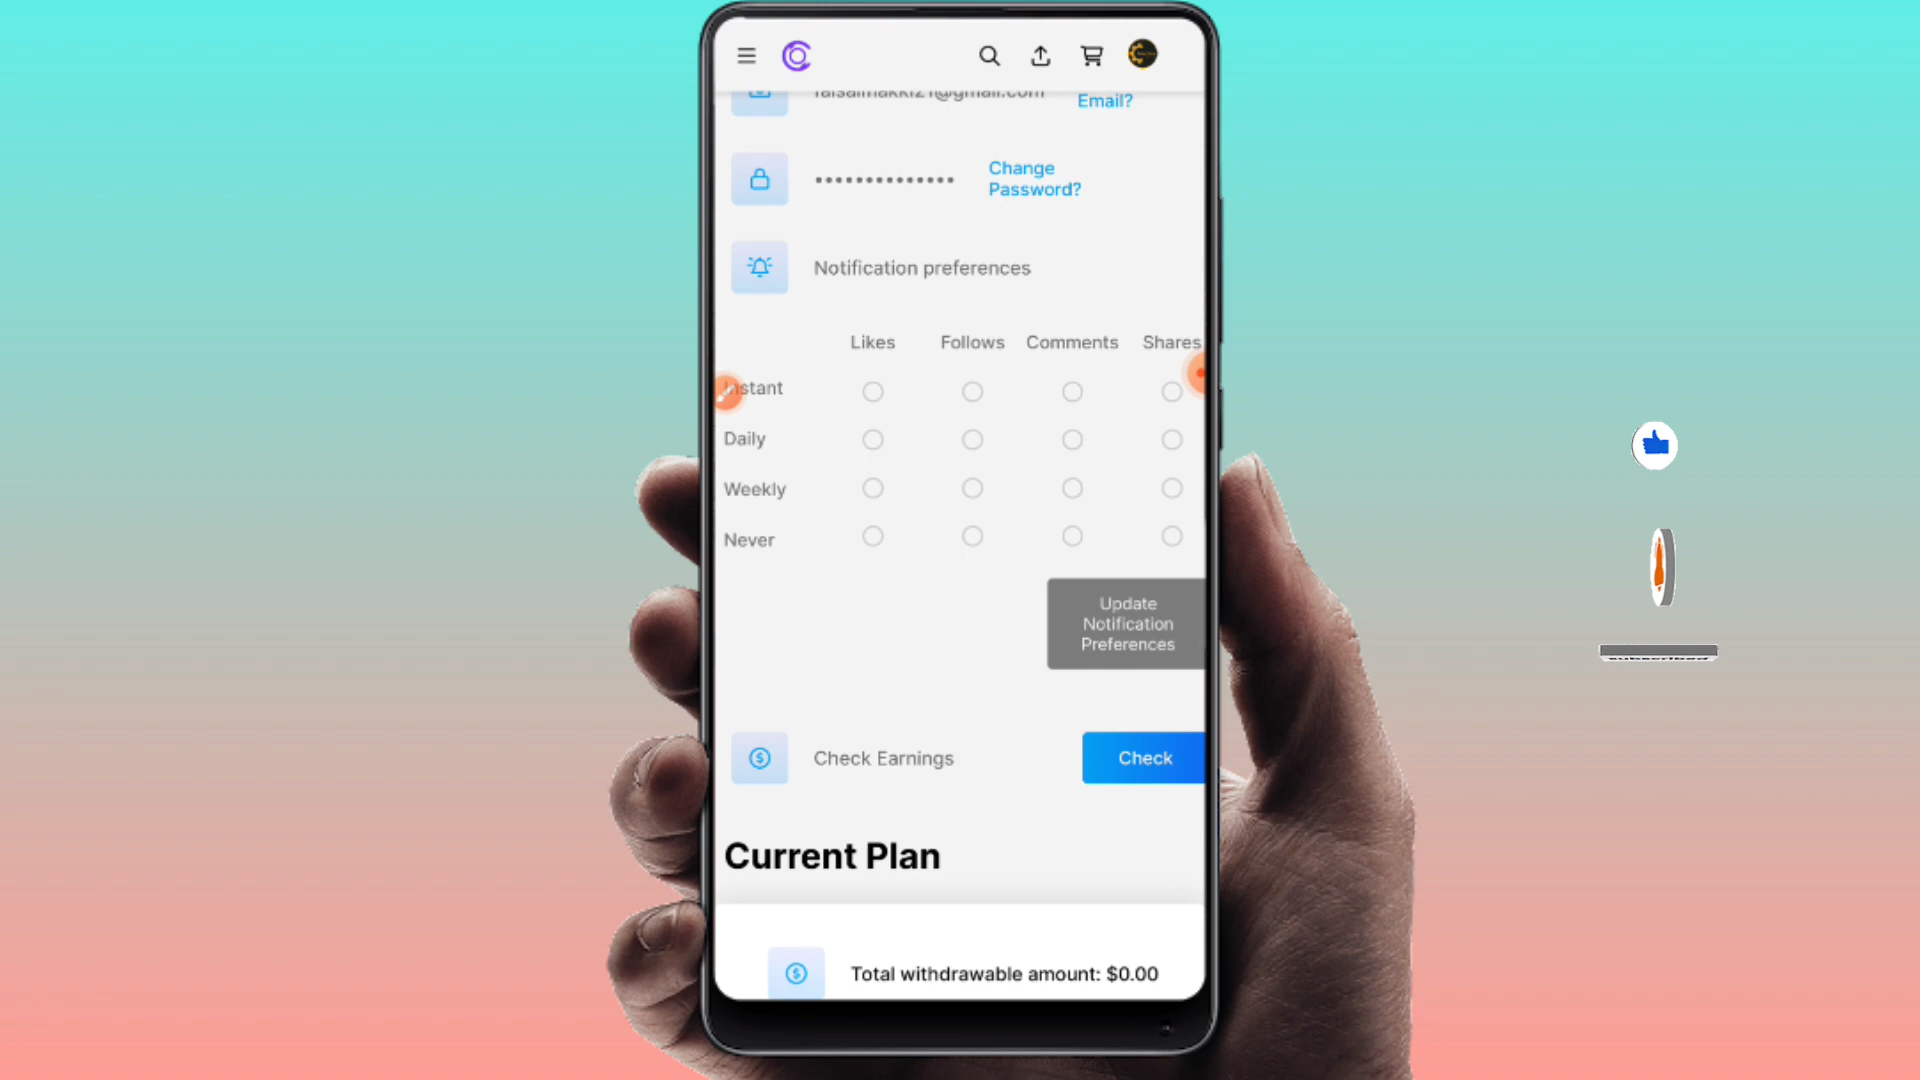 Email?
Change
Password?
Notification preferences
Likes Follows Comments Shares
Instant
Daily
Weekly
Never
Update
Notification
Preferences
Check Earnings Check
Current Plan
Total withdrawable amount: $0.00